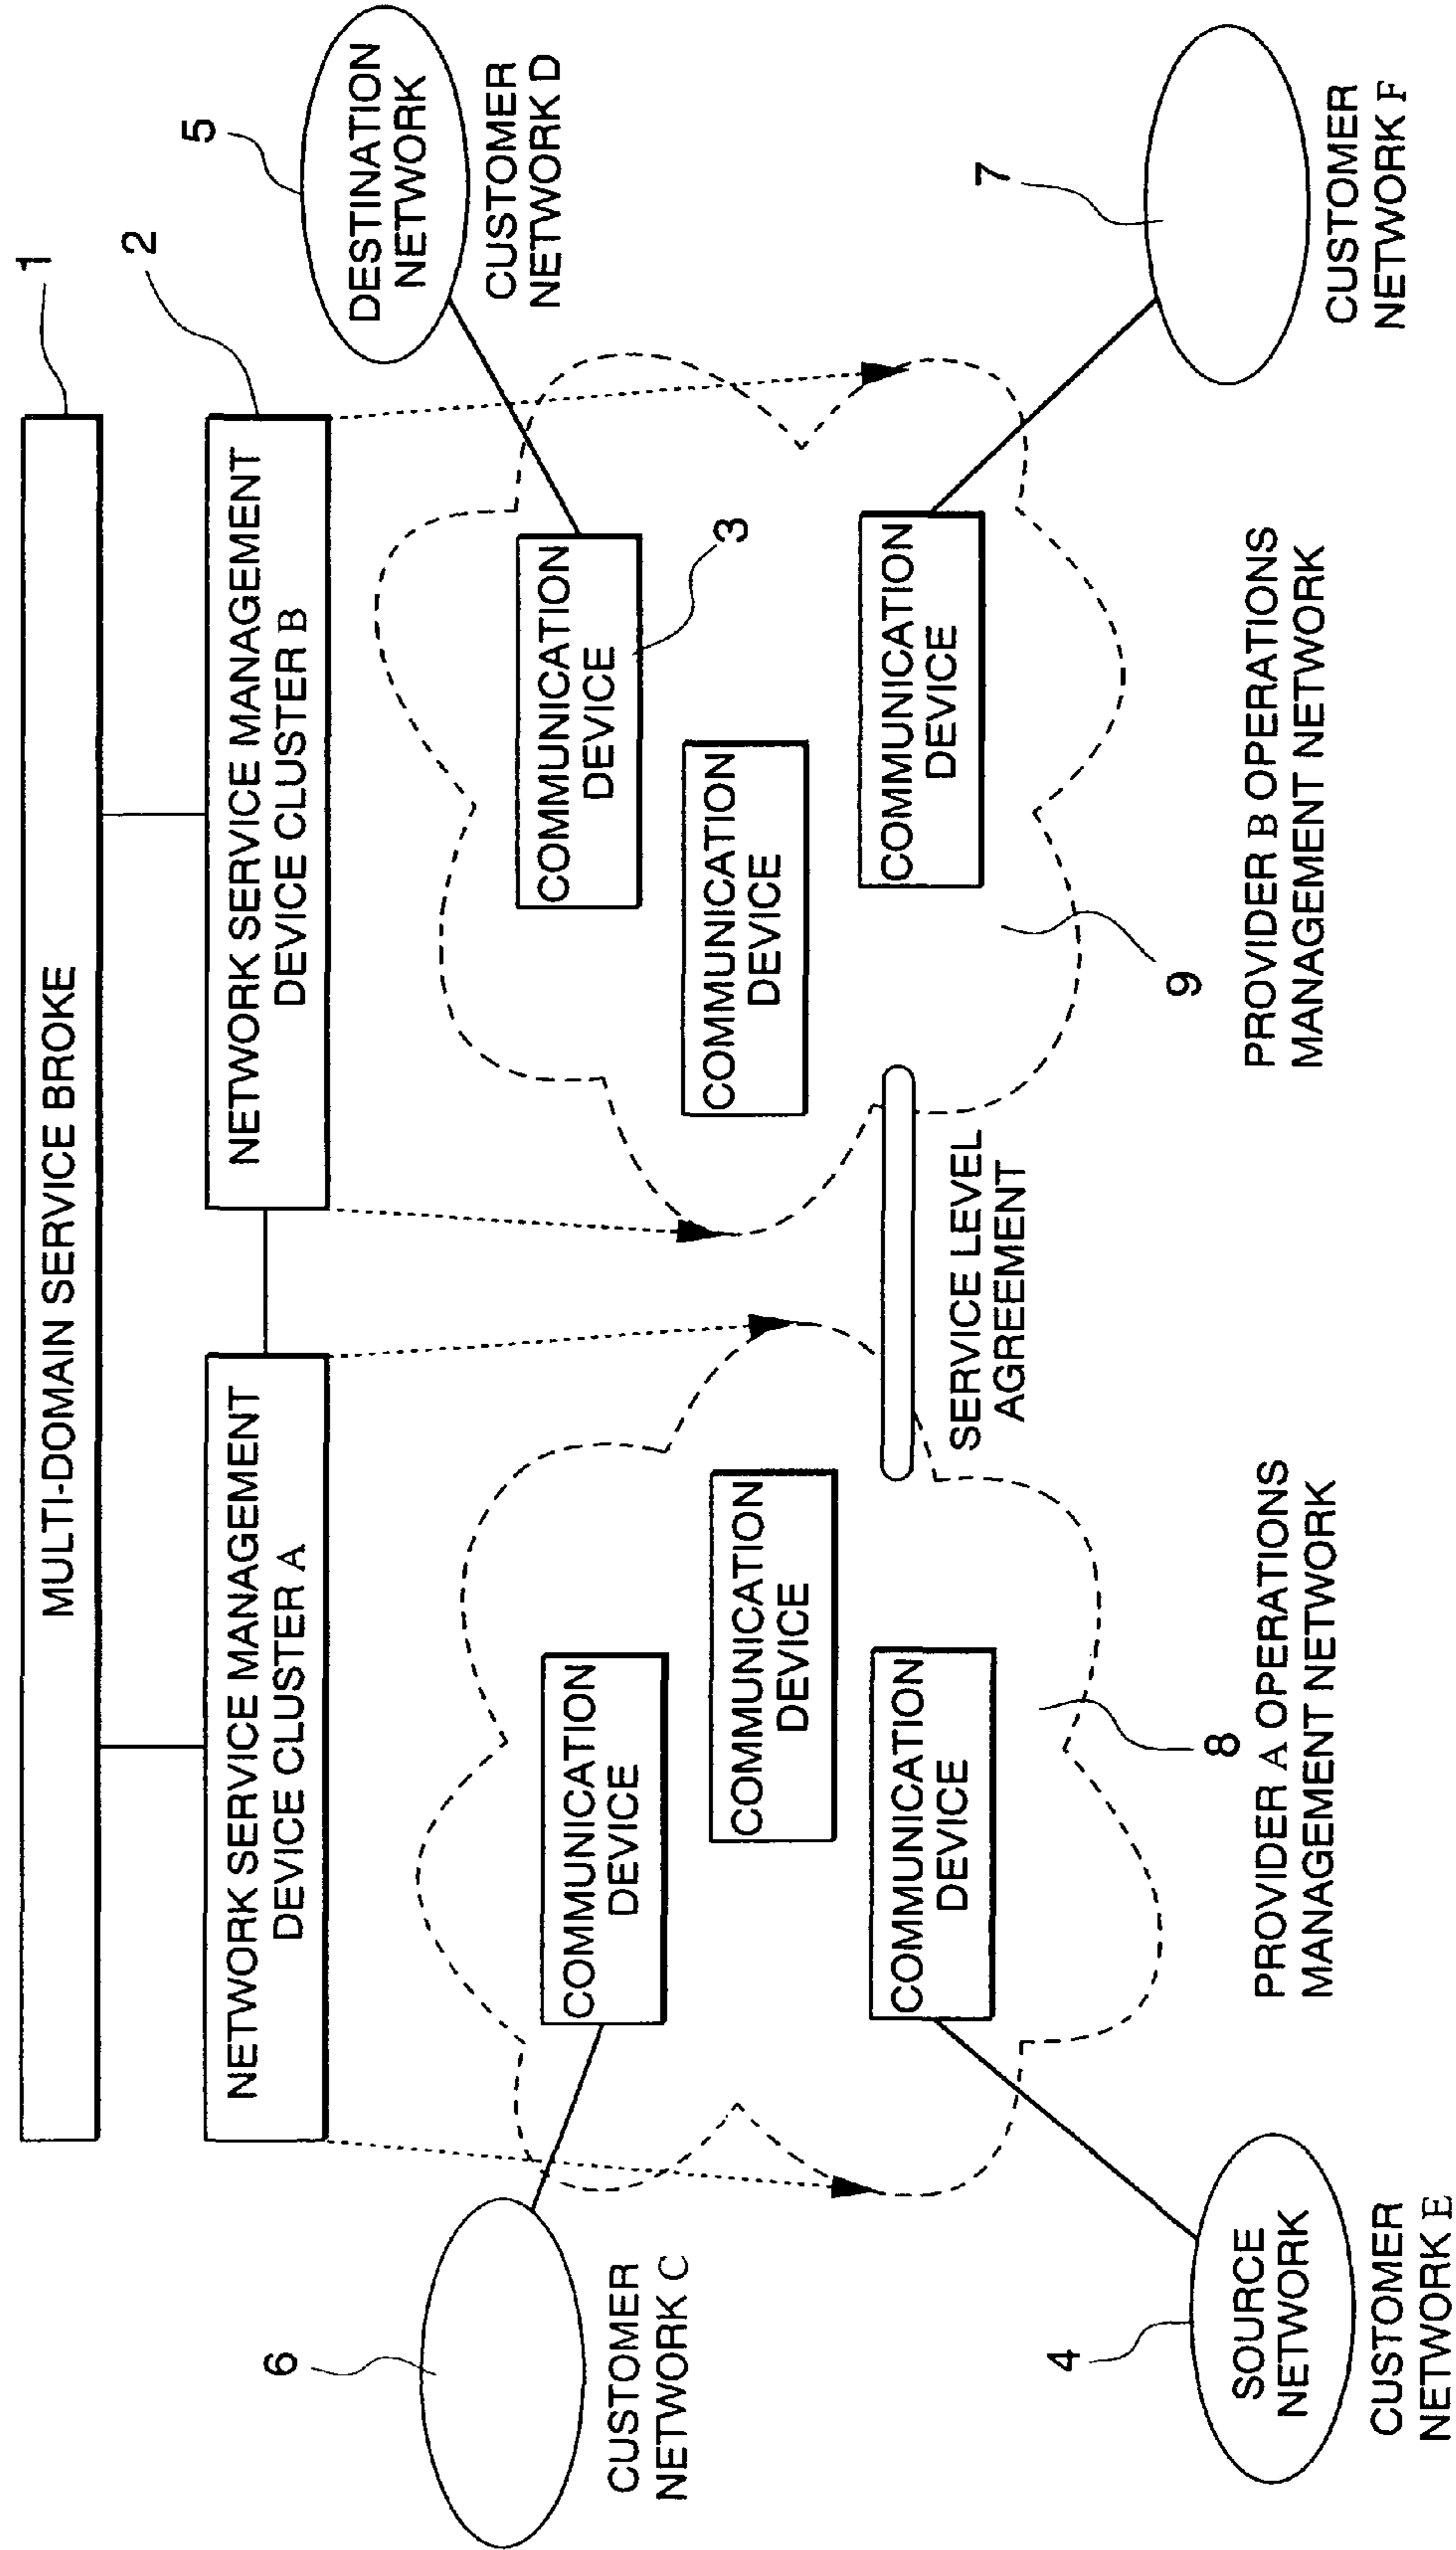 1
MULTI-DOMAIN SERVICE BROKE
2
NETWORK SERVICE MANAGEMENT
DEVICE CLUSTER A
NETWORK SERVICE MANAGEMENT
DEVICE CLUSTER B
5
DESTINATION
NETWORK
CUSTOMER
NETWORK D
6
CUSTOMER
NETWORK C
COMMUNICATION
DEVICE
COMMUNICATION
DEVICE
COMMUNICATION
DEVICE
COMMUNICATION
DEVICE
3
COMMUNICATION
DEVICE
COMMUNICATION
DEVICE
SERVICE LEVEL
AGREEMENT
7
CUSTOMER
NETWORK F
4
SOURCE
NETWORK
CUSTOMER
NETWORK E
8
PROVIDER A OPERATIONS
MANAGEMENT NETWORK
9
PROVIDER B OPERATIONS
MANAGEMENT NETWORK